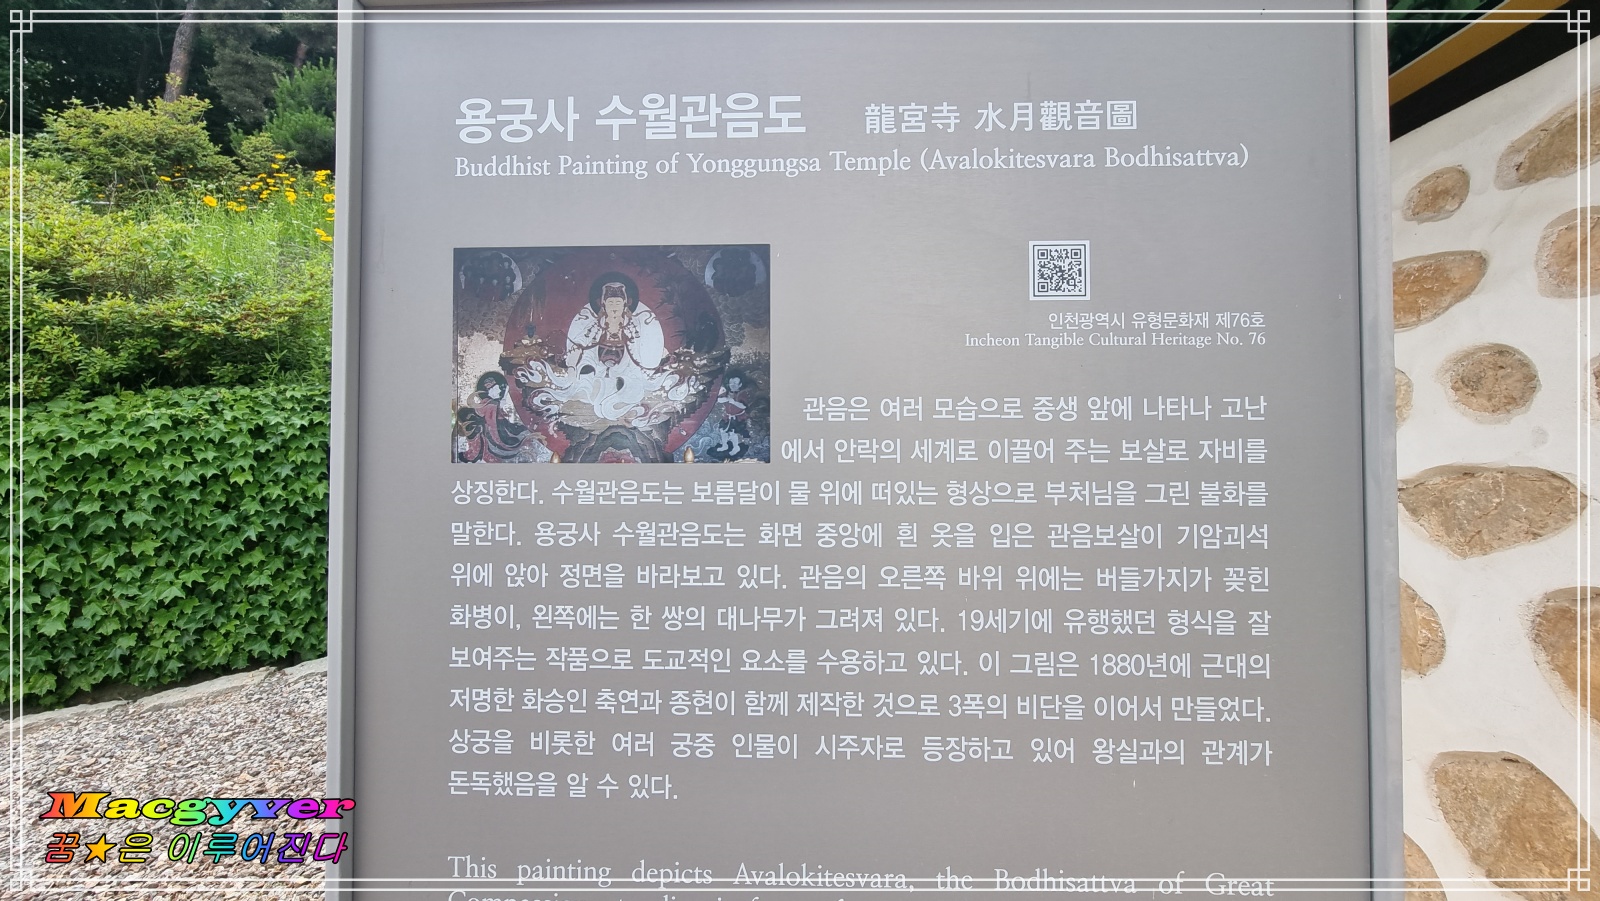 용궁사 수월관음도 龍宮寺 水月觀音圖
Buddhist Painting of Yonggungsa Temple (Avalokitesvara Bodhisattva)
인천광역시 유형문화재 제76호
Incheon Tangible Cultural Heritage No. 76
관음은 여러 모습으로 중생 앞에 나타나 고난
에서 안락의 세계로 이끌어 주는 보살로 자비를
상징한다. 수월관음도는 보름달이 물 위에 떠있는 형상으로 부처님을 그린 불화를
말한다. 용궁사 수월관음도는 화면 중앙에 흰 옷을 입은 관음보살이 기암괴석
위에 앉아 정면을 바라보고 있다. 관음의 오른쪽 바위 위에는 버들가지가 꽂힌
화병이, 왼쪽에는 한 쌍의 대나무가 그려져 있다. 19세기에 유행했던 형식을 잘
보여주는 작품으로 도교적인 요소를 수용하고 있다. 이 그림은 1880년에 근대의
저명한 화승인 축연과 종현이 함께 제작한 것으로 3폭의 비단을 이어서 만들었다.
상궁을 비롯한 여러 궁중 인물이 시주자로 등장하고 있어 왕실과의 관계가
돈독했음을 알 수 있다.
This painting depicts Avalokitesvara, the Bodhisattva of Great
Macgyver
꿈★은 이루어진다